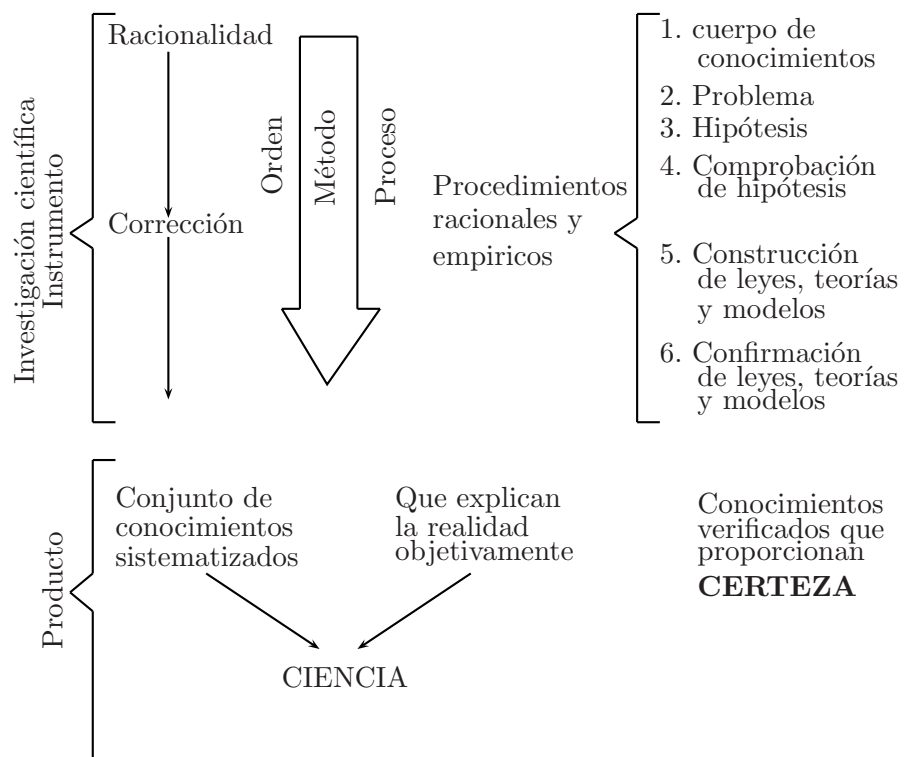 Investigación científica
Instrumento
Racionalidad
Corrección
Orden
Método
Proceso
Procedimientos
racionales y
empiricos
1. cuerpo de
conocimientos
2. Problema
3. Hipótesis
4. Comprobación
de hipótesis
5. Construcción
de leyes, teorías
y modelos
6. Confirmación
de leyes, teorías
y modelos
Producto
Conjunto de
conocimientos
sistematizados
Que explican
la realidad
objetivamente
CIENCIA
Conocimientos
verificados que
proporcionan
CERTEZA